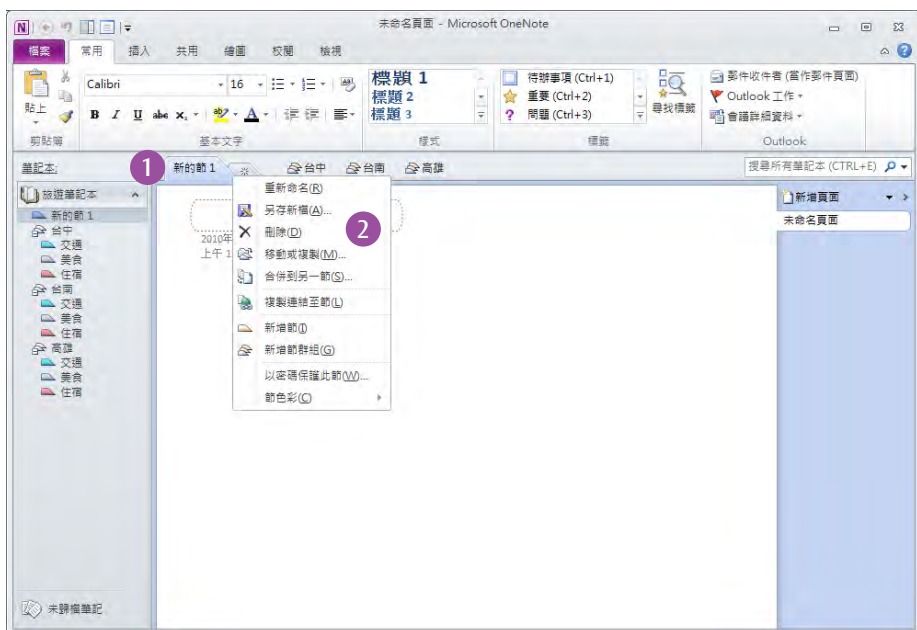 未命名頁面 - Microsoft OneNote
檔案 常用 插入 共用 繪圖 校閱 檢視
貼上
剪貼簿
Calibri 16
B I U abc x₂ A
基本文字
標題 1
標題 2
標題 3
樣式
待辦事項 (Ctrl+1)
重要 (Ctrl+2)
問題 (Ctrl+3)
尋找標籤
標籤
郵件收件者 (當作郵件頁面)
Outlook 工作
會議詳細資料
Outlook
筆記本:
1
新的節 1 台中 台南 高雄
搜尋所有筆記本 (CTRL+E)
旅遊筆記本
新的節 1
台中
交通
美食
住宿
台南
交通
美食
住宿
高雄
交通
美食
住宿
未歸檔筆記
2010年
上午 1
重新命名(R)
另存新檔(A)...
刪除(D)
2
移動或複製(M)...
合併到另一節(S)...
複製連結至節(L)
新增節(I)
新增節群組(G)
以密碼保護此節(W)...
節色彩(C)
新增頁面
未命名頁面